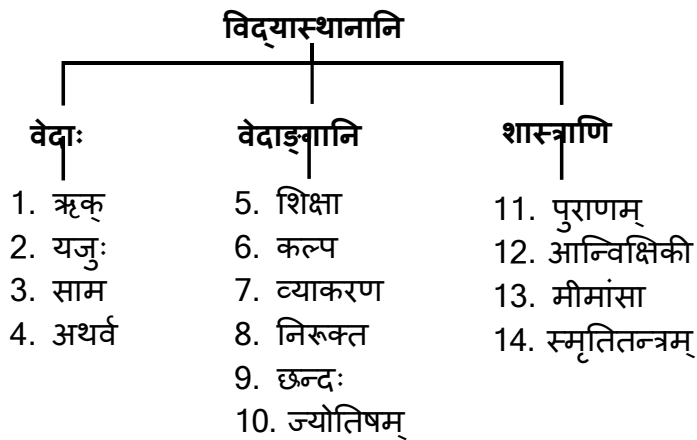 विद्यास्थानानि
वेदाः
1. ऋक्
2. यजुः
3. साम
4. अथर्व
वेदाङ्गानि
5. शिक्षा
6. कल्प
7. व्याकरण
8. निरूक्त
9. छन्दः
10. ज्योतिषम्
शास्त्राणि
11. पुराणम्
12. आन्विक्षिकी
13. मीमांसा
14. स्मृतितन्त्रम्